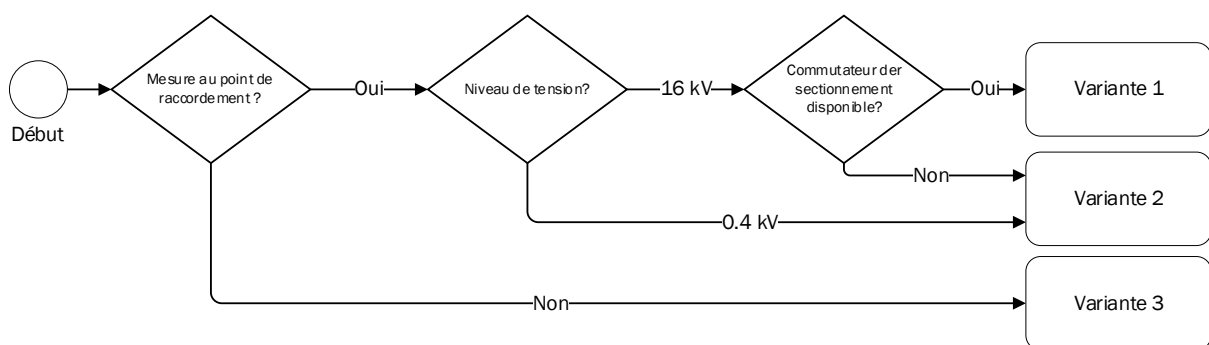 Début
Mesure au point de
raccordement ?
Oui
Niveau de tension?
16 kV
Commutateur der
sectionnement
disponible?
Oui
Variante 1
Non
Variante 2
0.4 kV
Non
Variante 3